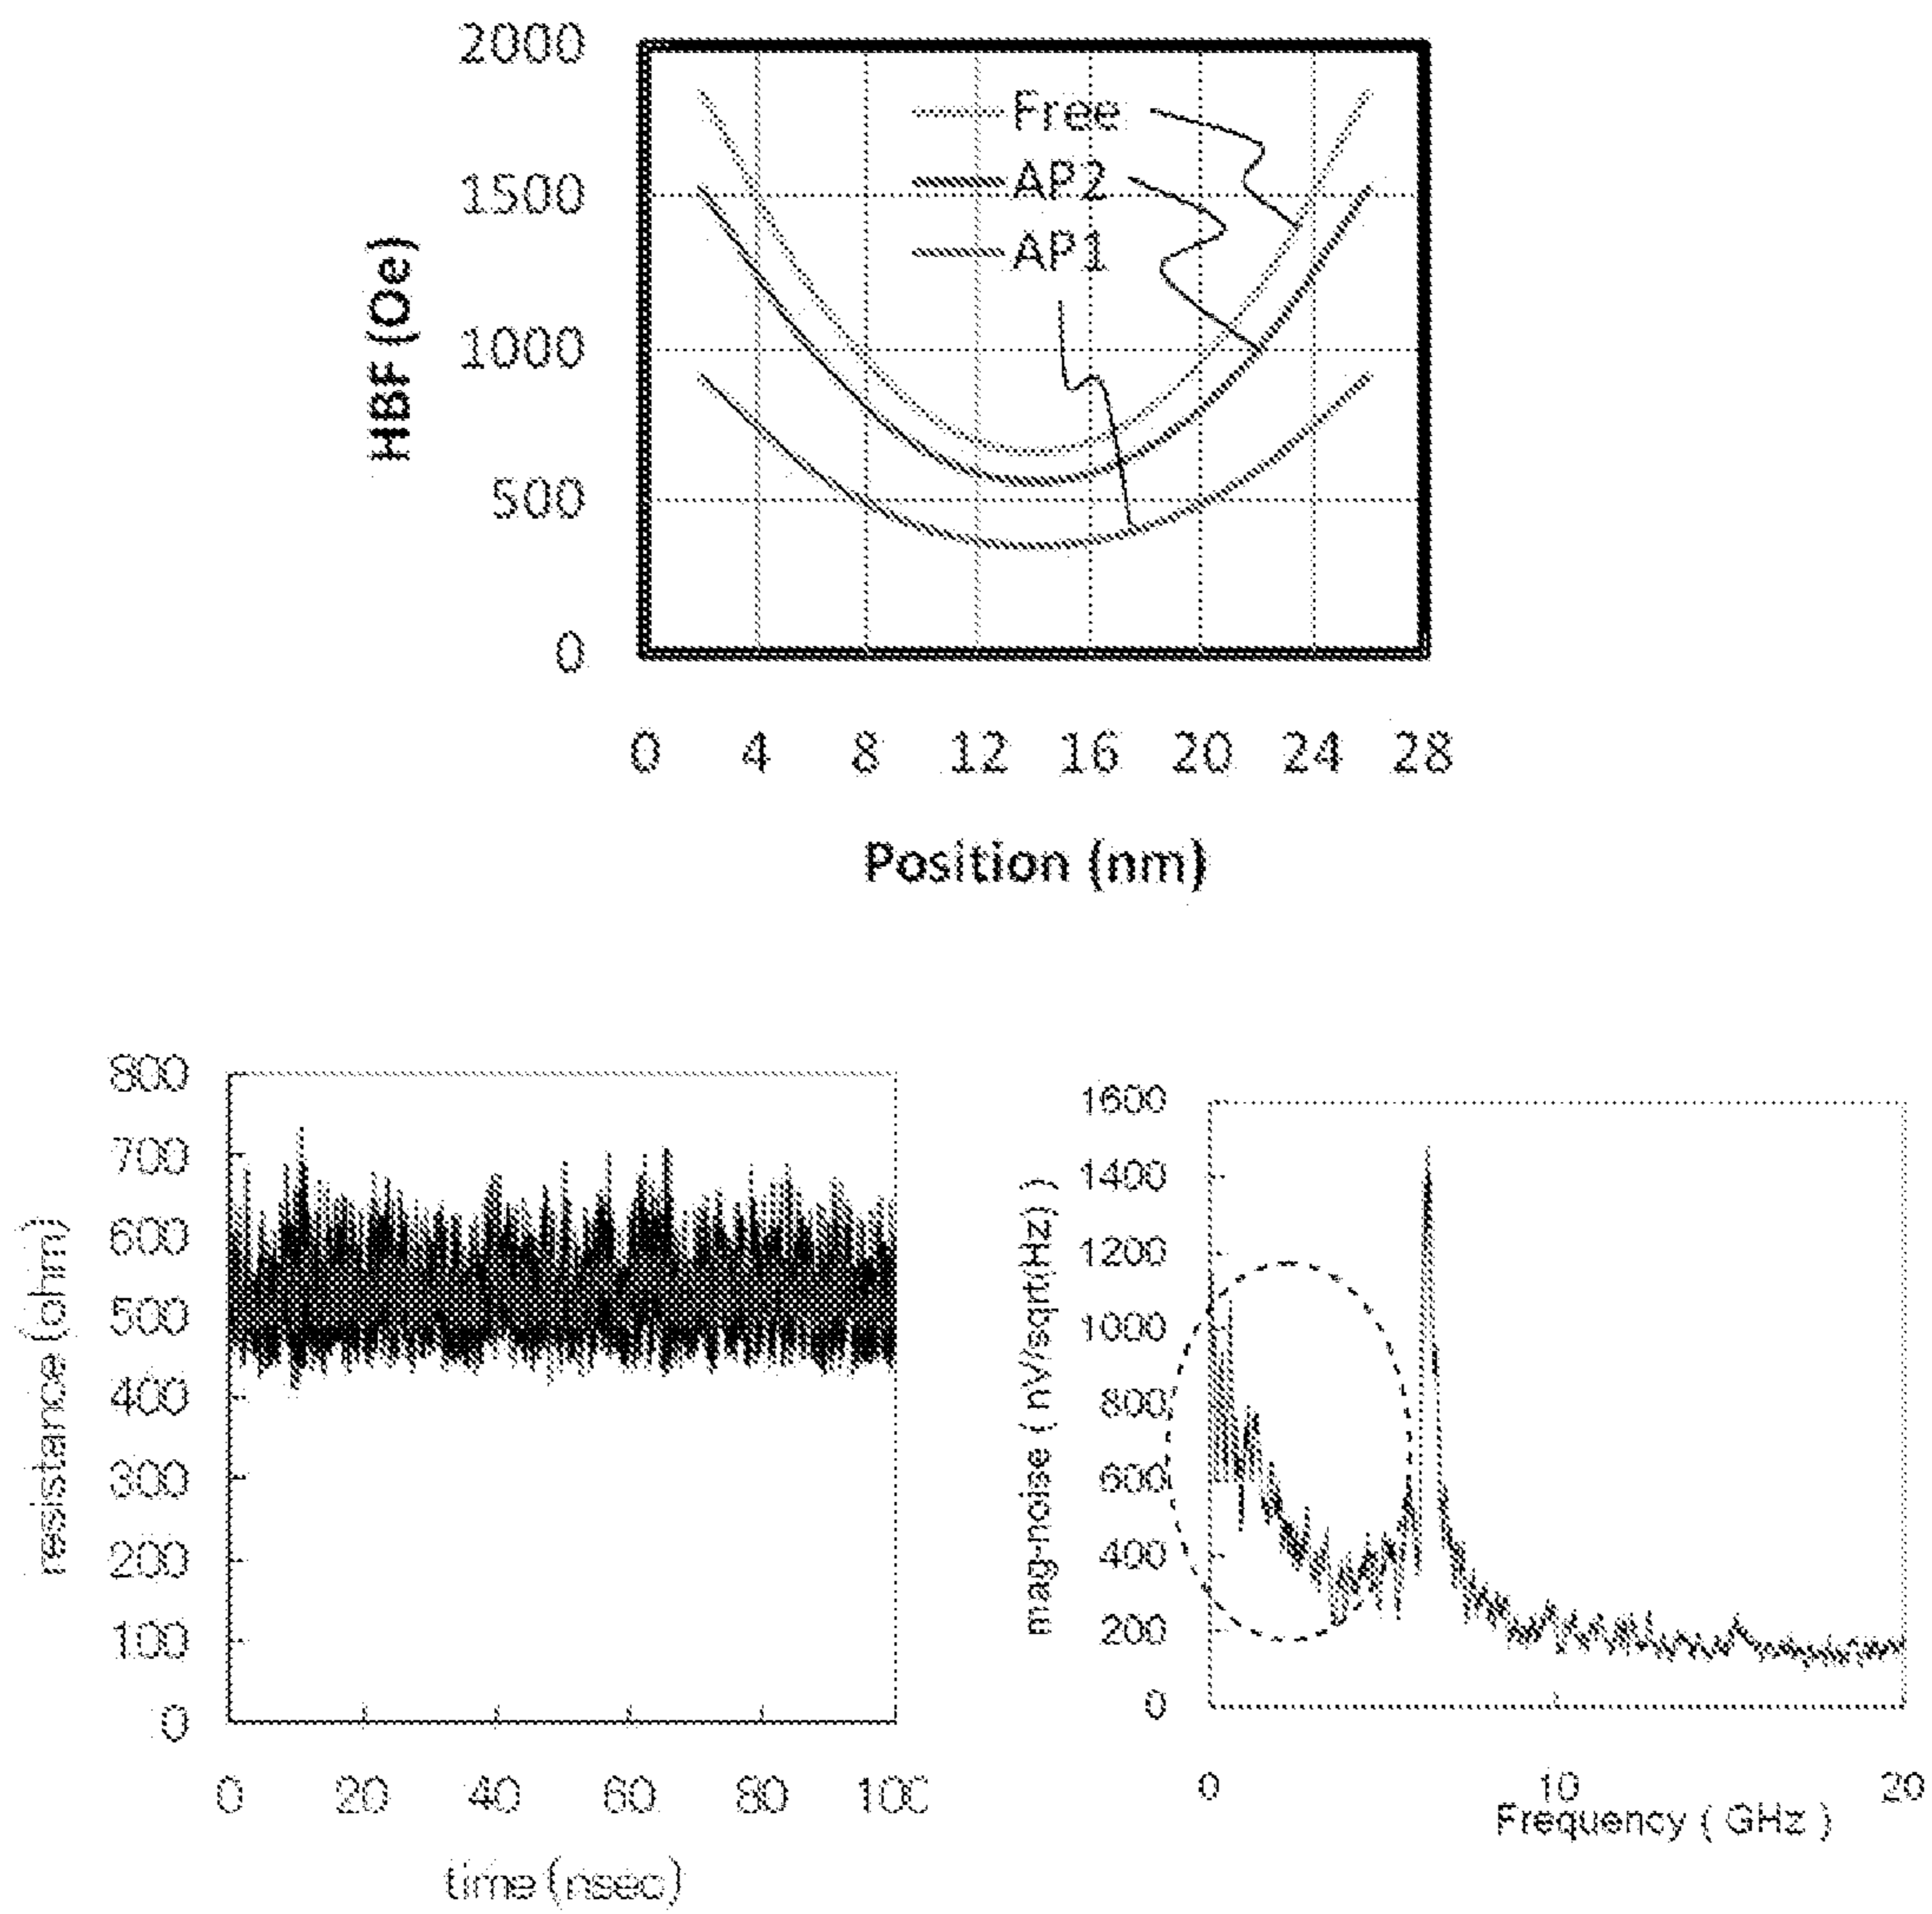 2000
1500
1000
500
0
HBF (Oe)
Free
AP2
AP1
0 4 8 12 16 20 24 28
Position (nm)
800
700
600
500
400
300
200
100
0
resistance (ohm)
0 20 40 60 80 100
time (nsec)
1600
1400
1200
1000
800
600
400
200
0
mag-noise ( nV/sqrt(Hz) )
0 10 20
Frequency ( GHz )